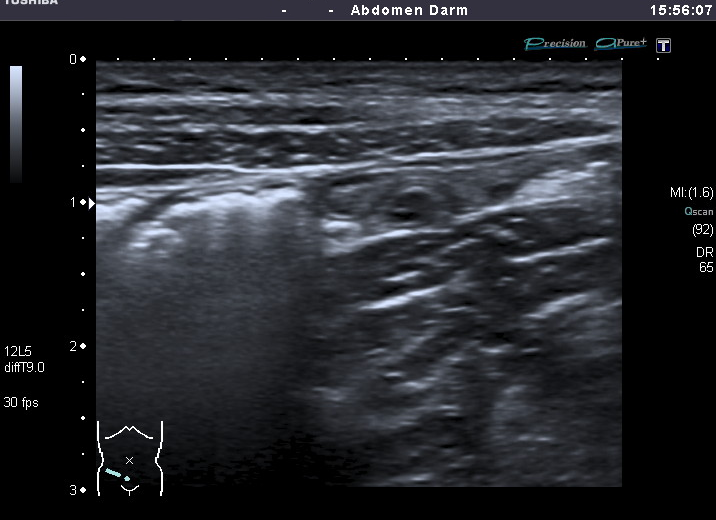 TOSHIBA
- - Abdomen Darm 15:56:07
Precision APure+ T
0
1
2
3
MI:(1.6)
Qscan
(92)
DR
65
12L5
diffT9.0
30 fps